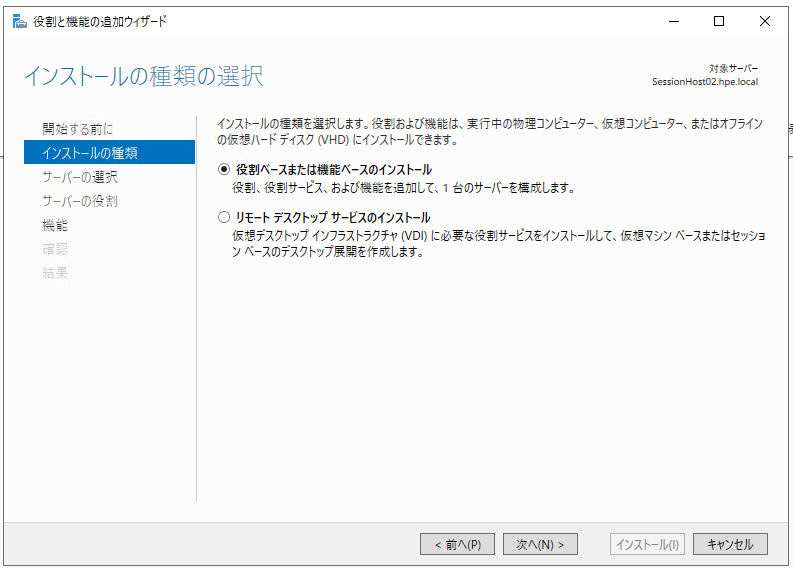 役割と機能の追加ウィザード
インストールの種類の選択
対象サーバー
SessionHost02.hpe.local
開始する前に
インストールの種類
サーバーの選択
サーバーの役割
機能
確認
結果
インストールの種類を選択します。役割および機能は、実行中の物理コンピューター、仮想コンピューター、またはオフライン
の仮想ハード ディスク (VHD) にインストールできます。
役割ベースまたは機能ベースのインストール
役割、役割サービス、および機能を追加して、1 台のサーバーを構成します。
リモート デスクトップ サービスのインストール
仮想デスクトップ インフラストラクチャ (VDI) に必要な役割サービスをインストールして、仮想マシン ベースまたはセッショ
ン ベースのデスクトップ展開を作成します。
< 前へ(P)
次へ(N) >
インストール(I)
キャンセル